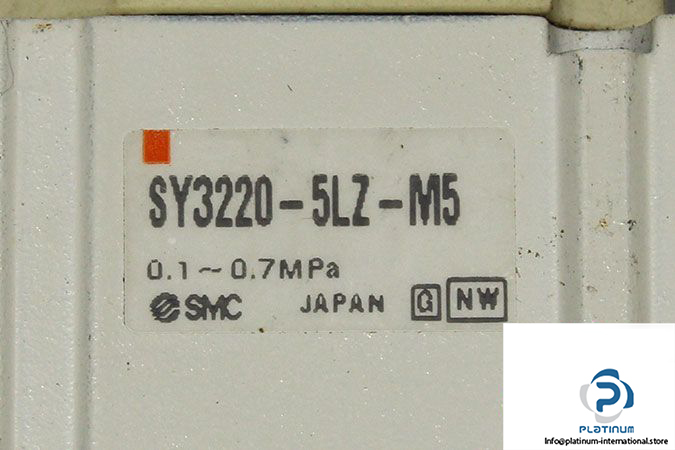 SY3220-5LZ-M5
0.1~0.7MPa
SMC JAPAN G NW
PLATINUM
Info@platinum-international.store